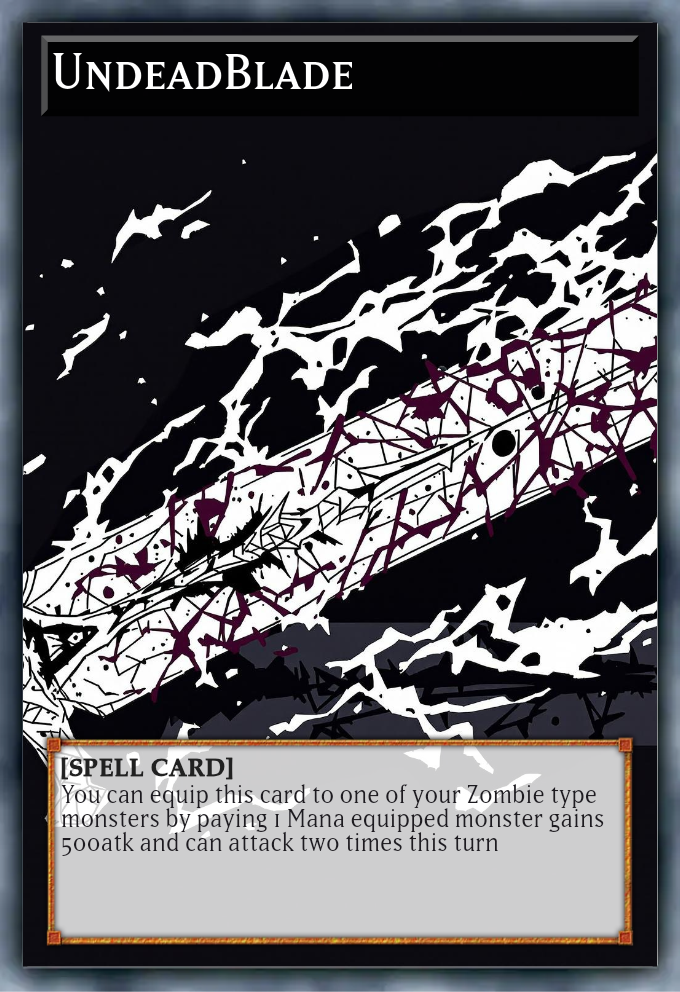 UndeadBlade
[SPELL CARD]
You can equip this card to one of your Zombie type
monsters by paying 1 Mana equipped monster gains
500atk and can attack two times this turn